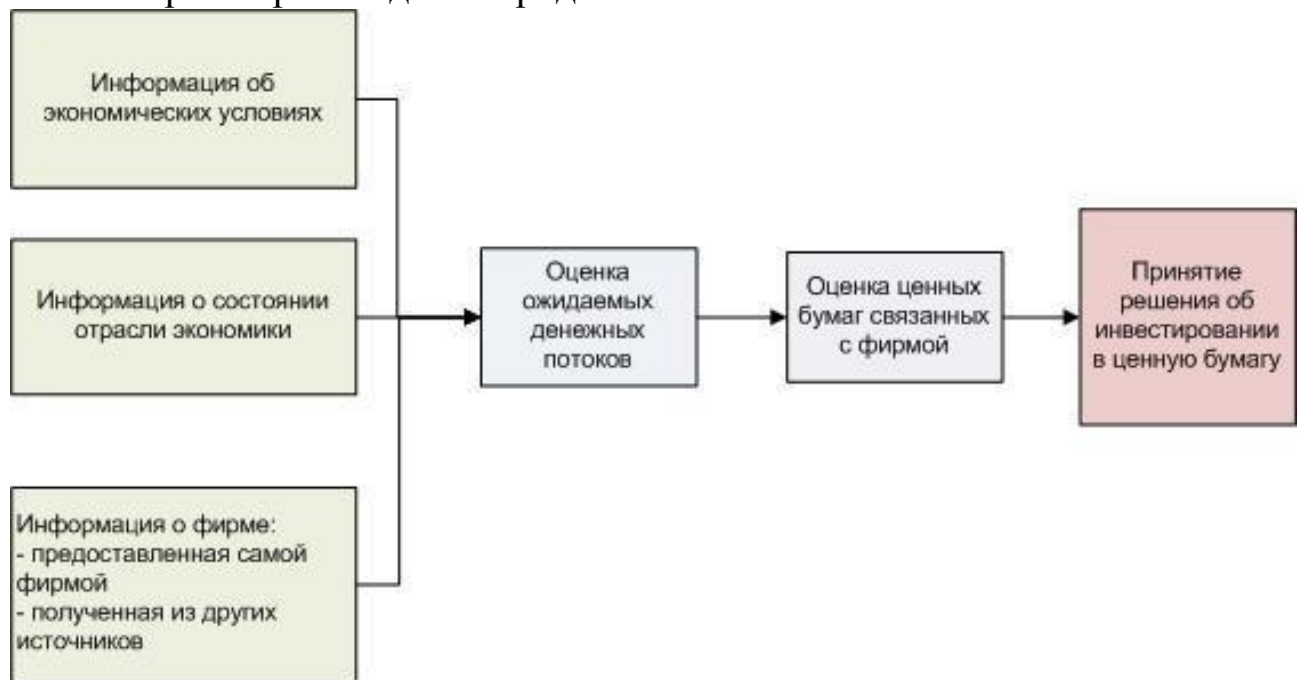 Информация об
экономических условиях
Информация о состоянии
отрасли экономики
Информация о фирме:
- предоставленная самой
фирмой
- полученная из других
источников
Оценка
ожидаемых
денежных
потоков
Оценка ценных
бумаг связанных
с фирмой
Принятие
решения об
инвестировании
в ценную бумагу